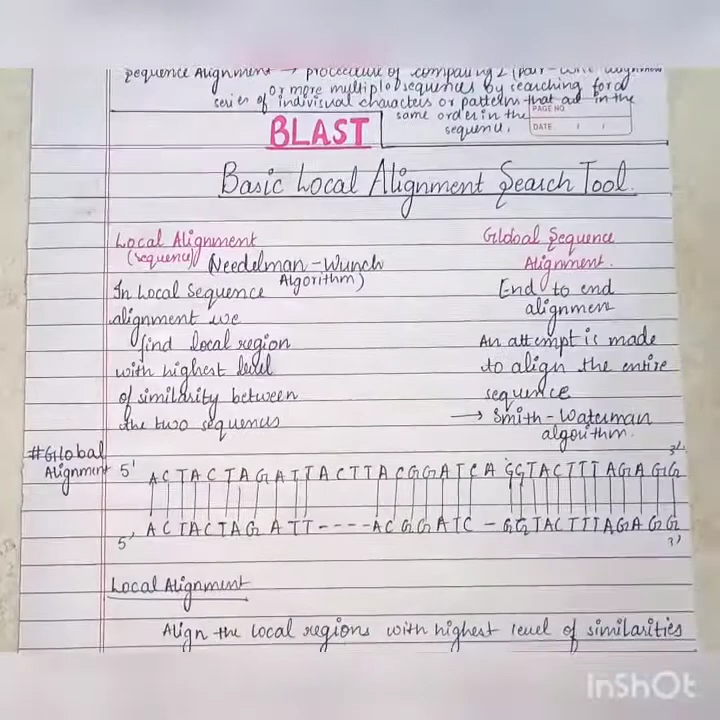 Sequence Alignment → procedure of comparing 2 (pair-wise alignment
or more multiple sequences by searching for a
series of indivisual characters or pattern that are in the
same order in the
sequence.
PAGE NO
DATE / /
BLAST
Basic Local Alignment Search Tool.
Local Alignment
(sequence) Needelman-Wunch
Algorithm)
In Local Sequence
alignment we
find local region
with highest level
of similarity between
the two sequences
Global Sequence
Alignment.
End to end
alignment
An attempt is made
to align the entire
sequence
→ Smith-Waterman
algorithm.
#Global
Alignment
5' ACTACTAGATTACTTACGGATCAGGTACTTTAGAGG 3'
ACTACTAGATT----ACGGATC-GGTACTTTAGAGG
5' 3'
Local Alignment
Align the local regions with highest level of similarities
InShOt